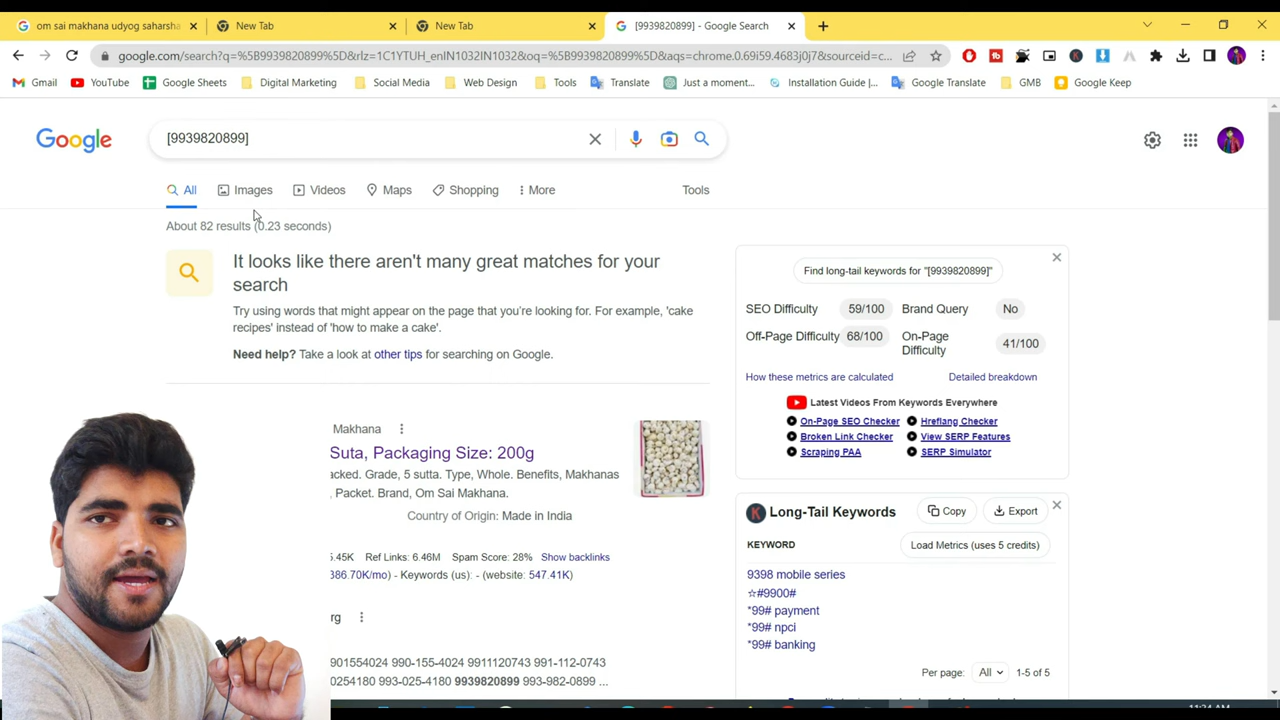 om sai makhana udyog saharsha
New Tab
New Tab
[9939820899] - Google Search
google.com/search?q=%5B9939820899%5D&rlz=1C1YTUH_enIN1032IN1032&oq=%5B9939820899%5D&aqs=chrome.0.69i59.4683j0j7&sourceid=c...
Gmail
YouTube
Google Sheets
Digital Marketing
Social Media
Web Design
Tools
Translate
Just a moment...
Installation Guide |...
Google Translate
GMB
Google Keep
Google
[9939820899]
All
Images
Videos
Maps
Shopping
More
Tools
About 82 results (0.23 seconds)
It looks like there aren't many great matches for your
search
Try using words that might appear on the page that you're looking for. For example, 'cake
recipes' instead of 'how to make a cake'.
Need help? Take a look at other tips for searching on Google.
Makhana
Suta, Packaging Size: 200g
acked. Grade, 5 sutta. Type, Whole. Benefits, Makhanas
, Packet. Brand, Om Sai Makhana.
Country of Origin: Made in India
5.45K Ref Links: 6.46M Spam Score: 28% Show backlinks
386.70K/mo) - Keywords (us): - (website: 547.41K)
rg
9901554024 990-155-4024 9911120743 991-112-0743
0254180 993-025-4180 9939820899 993-982-0899 ...
Find long-tail keywords for "[9939820899]"
SEO Difficulty 59/100 Brand Query No
Off-Page Difficulty 68/100 On-Page
Difficulty 41/100
How these metrics are calculated
Detailed breakdown
Latest Videos From Keywords Everywhere
On-Page SEO Checker
Hreflang Checker
Broken Link Checker
View SERP Features
Scraping PAA
SERP Simulator
K Long-Tail Keywords
Copy
Export
KEYWORD
Load Metrics (uses 5 credits)
9398 mobile series
☆#9900#
*99# payment
*99# npci
*99# banking
Per page: All 1-5 of 5